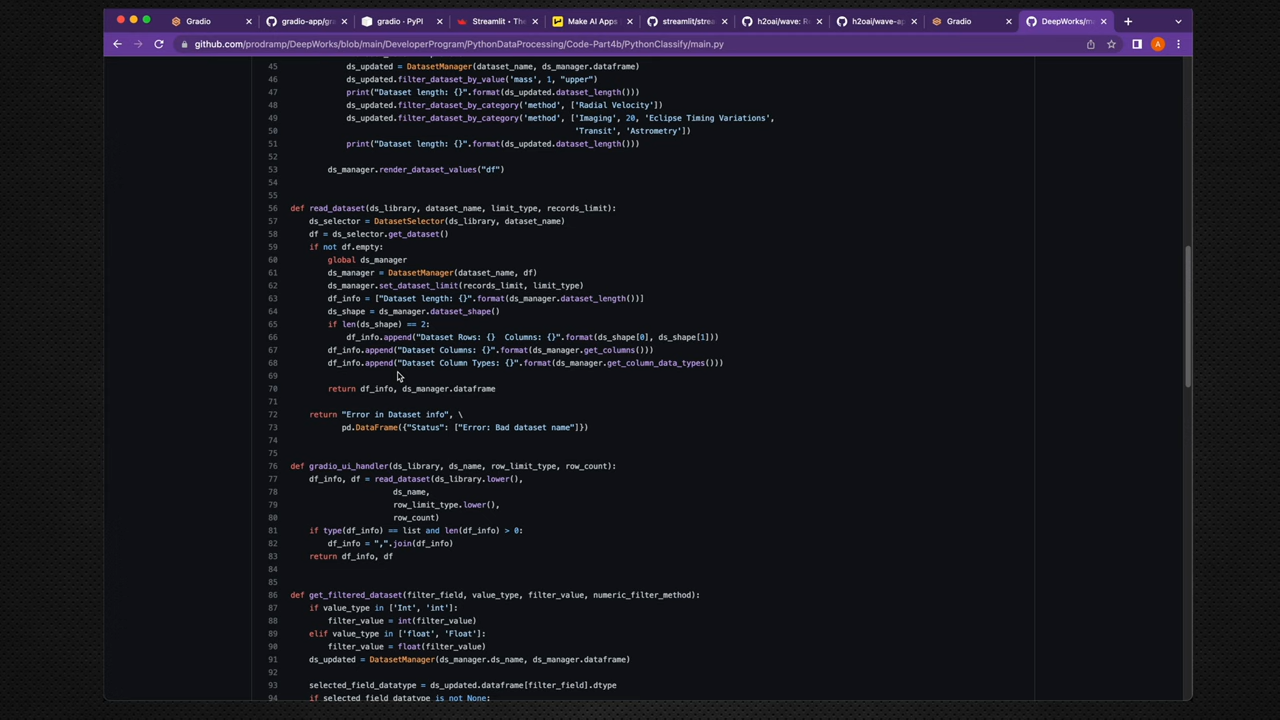 Gradio
gradio-app/gra
gradio · PyPI
Streamlit • The
Make AI Apps
streamlit/strea
h2oai/wave: Re
h2oai/wave-ap
Gradio
DeepWorks/ma
github.com/prodramp/DeepWorks/blob/main/DeveloperProgram/PythonDataProcessing/Code-Part4b/PythonClassify/main.py
A
45 ds_updated = DatasetManager(dataset_name, ds_manager.dataframe)
46 ds_updated.filter_dataset_by_value('mass', 1, "upper")
47 print("Dataset length: {}".format(ds_updated.dataset_length()))
48 ds_updated.filter_dataset_by_category('method', ['Radial Velocity'])
49 ds_updated.filter_dataset_by_category('method', ['Imaging', 20, 'Eclipse Timing Variations',
50 'Transit', 'Astrometry'])
51 print("Dataset length: {}".format(ds_updated.dataset_length()))
52
53 ds_manager.render_dataset_values("df")
54
55
56 def read_dataset(ds_library, dataset_name, limit_type, records_limit):
57 ds_selector = DatasetSelector(ds_library, dataset_name)
58 df = ds_selector.get_dataset()
59 if not df.empty:
60 global ds_manager
61 ds_manager = DatasetManager(dataset_name, df)
62 ds_manager.set_dataset_limit(records_limit, limit_type)
63 df_info = ["Dataset length: {}".format(ds_manager.dataset_length())]
64 ds_shape = ds_manager.dataset_shape()
65 if len(ds_shape) == 2:
66 df_info.append("Dataset Rows: {}  Columns: {}".format(ds_shape[0], ds_shape[1]))
67 df_info.append("Dataset Columns: {}".format(ds_manager.get_columns()))
68 df_info.append("Dataset Column Types: {}".format(ds_manager.get_column_data_types()))
69
70 return df_info, ds_manager.dataframe
71
72 return "Error in Dataset info", \
73 pd.DataFrame({"Status": ["Error: Bad dataset name"]})
74
75
76 def gradio_ui_handler(ds_library, ds_name, row_limit_type, row_count):
77 df_info, df = read_dataset(ds_library.lower(),
78 ds_name,
79 row_limit_type.lower(),
80 row_count)
81 if type(df_info) == list and len(df_info) > 0:
82 df_info = ",".join(df_info)
83 return df_info, df
84
85
86 def get_filtered_dataset(filter_field, value_type, filter_value, numeric_filter_method):
87 if value_type in ['Int', 'int']:
88 filter_value = int(filter_value)
89 elif value_type in ['float', 'Float']:
90 filter_value = float(filter_value)
91 ds_updated = DatasetManager(ds_manager.ds_name, ds_manager.dataframe)
92
93 selected_field_datatype = ds_updated.dataframe[filter_field].dtype
94 if selected_field_datatype is not None: